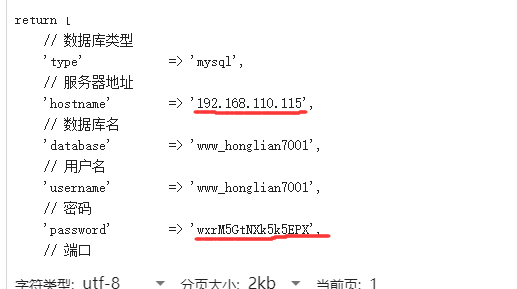 return [
// 数据库类型
'type' => 'mysql',
// 服务器地址
'hostname' => '192.168.110.115',
// 数据库名
'database' => 'www_honglian7001',
// 用户名
'username' => 'www_honglian7001',
// 密码
'password' => 'wxrM5GtNXk5k5EPX',
// 端口
字符类型: utf-8 分页大小: 2kb 当前页: 1